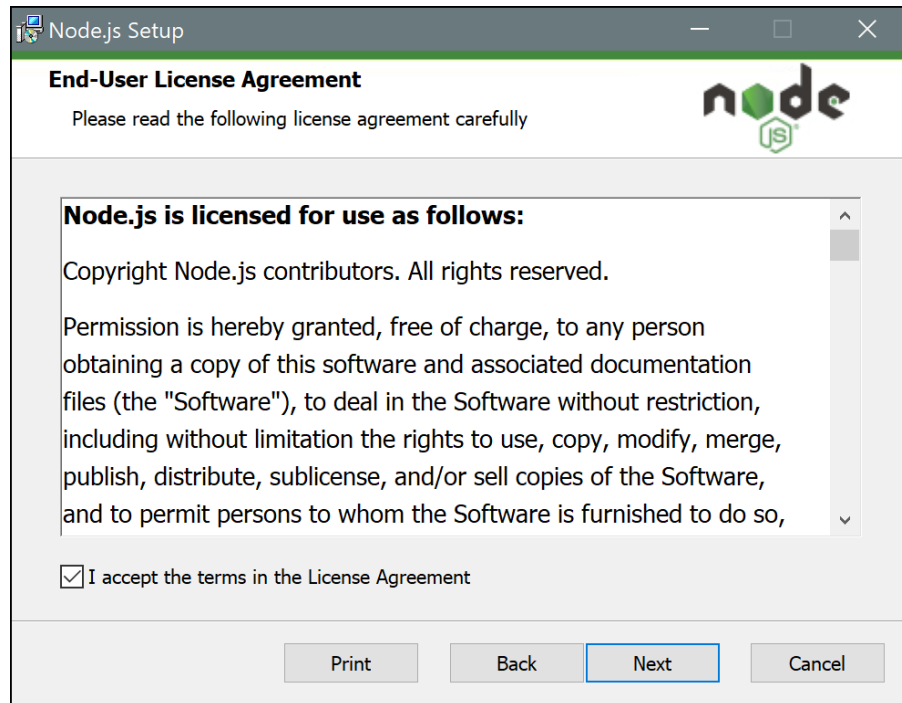 Node.js Setup
End-User License Agreement
Please read the following license agreement carefully
node
JS
Node.js is licensed for use as follows:
Copyright Node.js contributors. All rights reserved.
Permission is hereby granted, free of charge, to any person
obtaining a copy of this software and associated documentation
files (the "Software"), to deal in the Software without restriction,
including without limitation the rights to use, copy, modify, merge,
publish, distribute, sublicense, and/or sell copies of the Software,
and to permit persons to whom the Software is furnished to do so,
I accept the terms in the License Agreement
Print Back Next Cancel